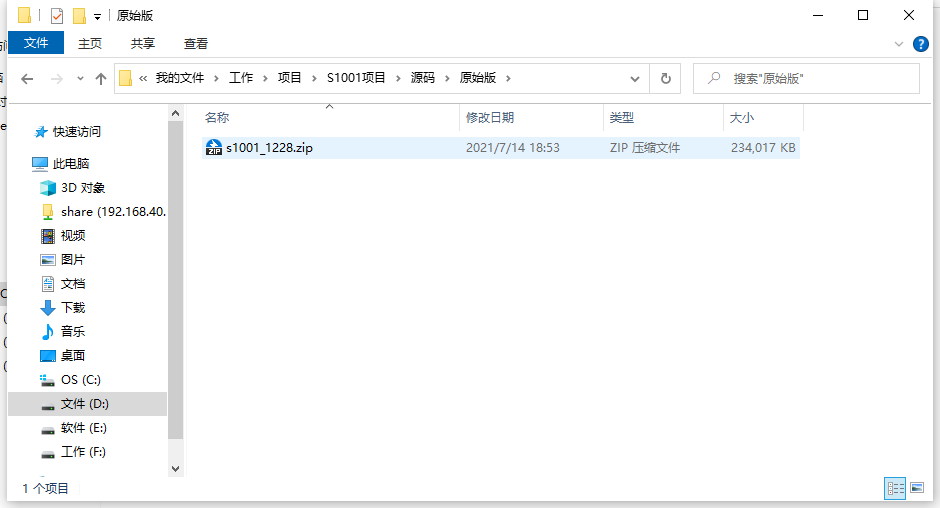 原始版
文件 主页 共享 查看
« 我的文件 › 工作 › 项目 › S1001项目 › 源码 › 原始版 ›
搜索"原始版"
名称 修改日期 类型 大小
s1001_1228.zip 2021/7/14 18:53 ZIP 压缩文件 234,017 KB
快速访问
此电脑
3D 对象
share (192.168.40.
视频
图片
文档
下载
音乐
桌面
OS (C:)
文件 (D:)
软件 (E:)
工作 (F:)
1 个项目